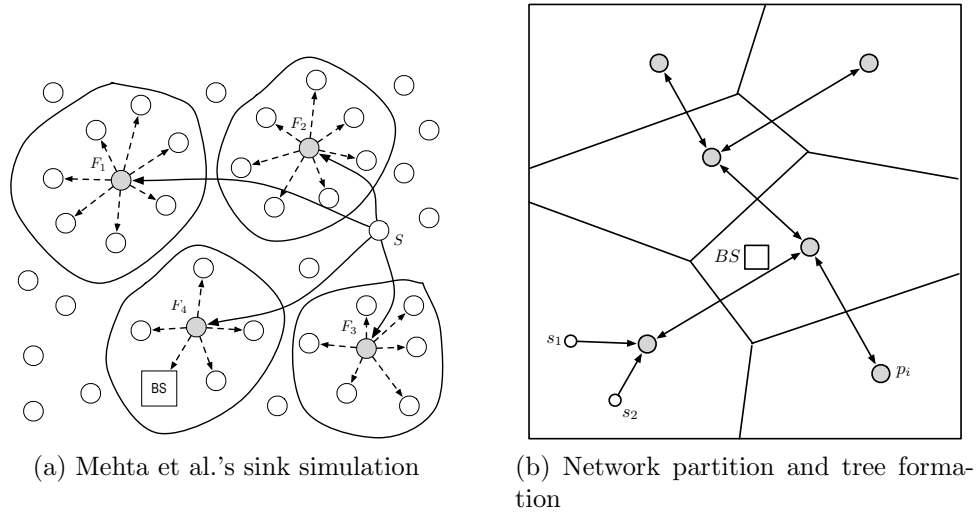 F1
F2
S
F4
F3
BS
(a) Mehta et al.'s sink simulation
BS
s1
s2
pi
(b) Network partition and tree forma-
tion